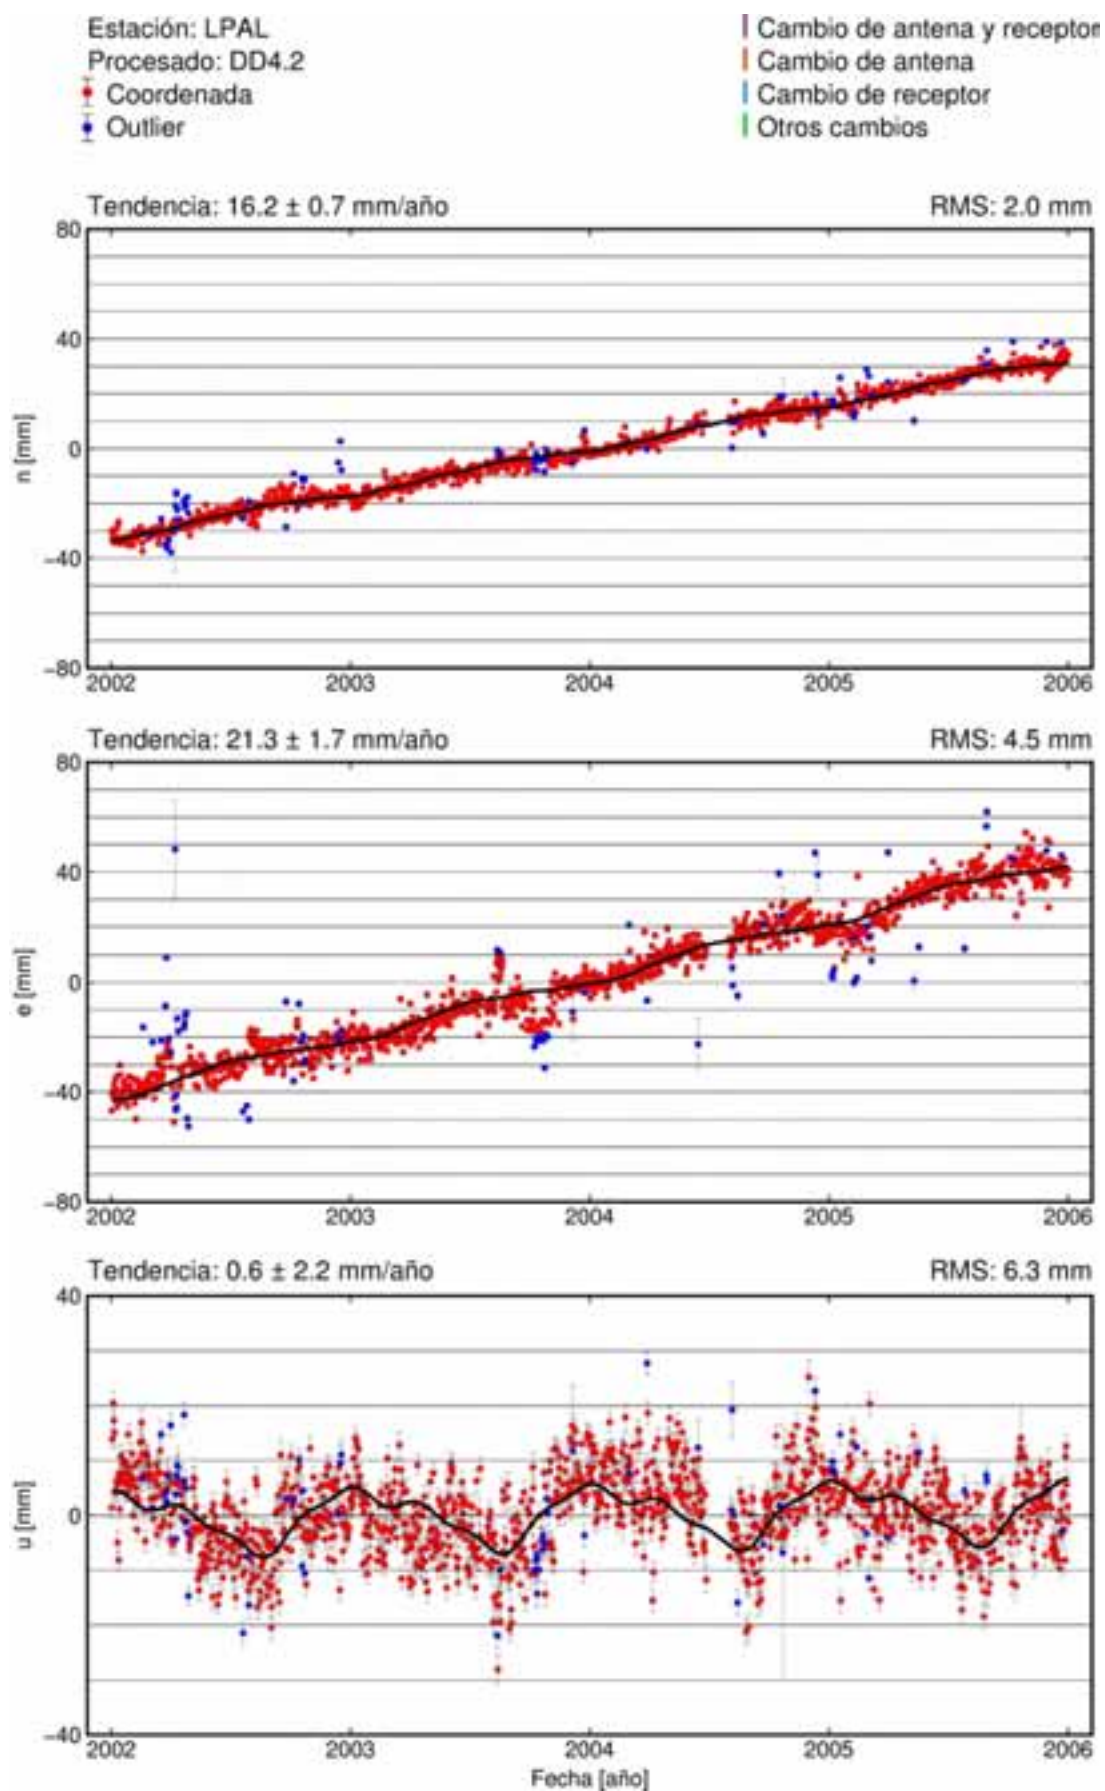 Estación: LPAL
Procesado: DD4.2
Coordenada
Outlier
Cambio de antena y receptor
Cambio de antena
Cambio de receptor
Otros cambios
Tendencia: 16.2 ± 0.7 mm/año
RMS: 2.0 mm
80
40
0
−40
−80
n [mm]
2002 2003 2004 2005 2006
Tendencia: 21.3 ± 1.7 mm/año
RMS: 4.5 mm
80
40
0
−40
−80
e [mm]
2002 2003 2004 2005 2006
Tendencia: 0.6 ± 2.2 mm/año
RMS: 6.3 mm
40
0
−40
u [mm]
2002 2003 2004 2005 2006
Fecha [año]